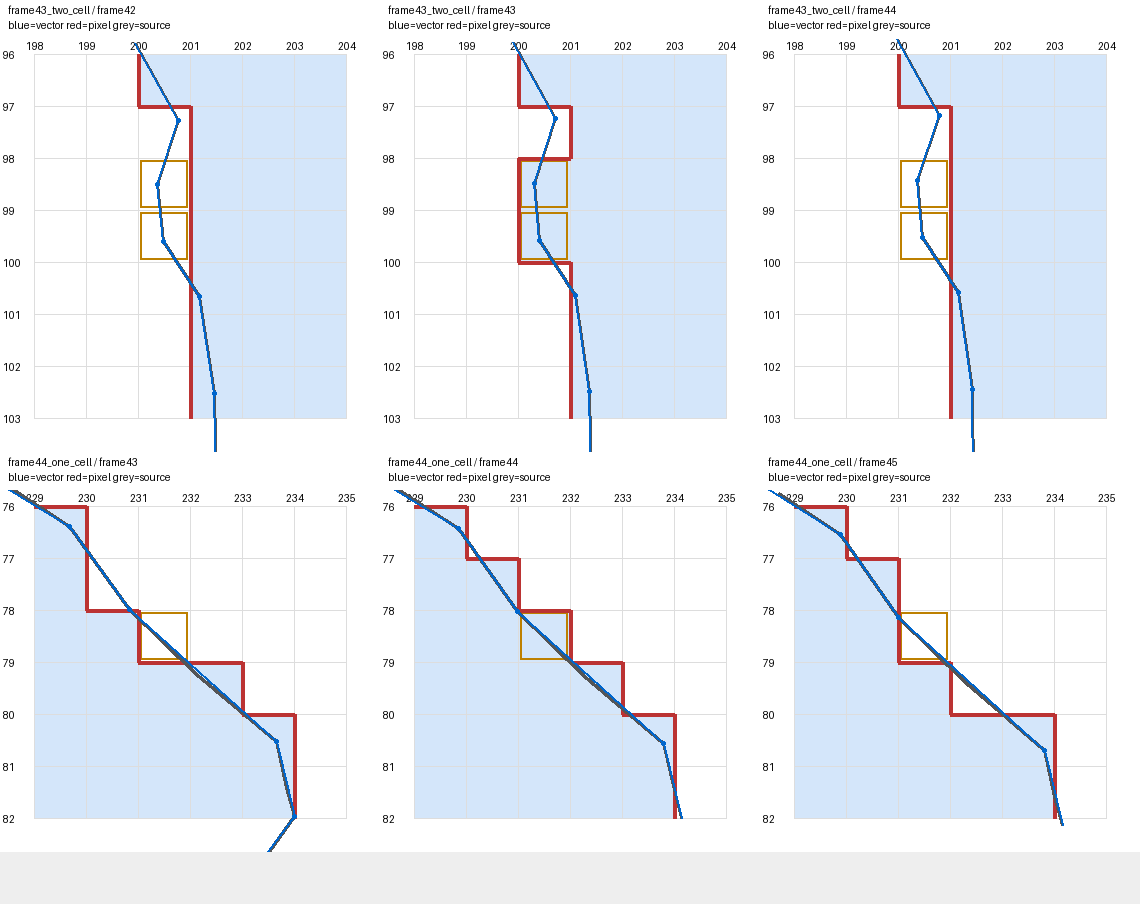 frame43_two_cell / frame42
blue=vector red=pixel grey=source
198 199 200 201 202 203 204
96
97
98
99
100
101
102
103
frame43_two_cell / frame43
blue=vector red=pixel grey=source
198 199 200 201 202 203 204
96
97
98
99
100
101
102
103
frame43_two_cell / frame44
blue=vector red=pixel grey=source
198 199 200 201 202 203 204
96
97
98
99
100
101
102
103
frame44_one_cell / frame43
blue=vector red=pixel grey=source
229 230 231 232 233 234 235
76
77
78
79
80
81
82
frame44_one_cell / frame44
blue=vector red=pixel grey=source
229 230 231 232 233 234 235
76
77
78
79
80
81
82
frame44_one_cell / frame45
blue=vector red=pixel grey=source
229 230 231 232 233 234 235
76
77
78
79
80
81
82